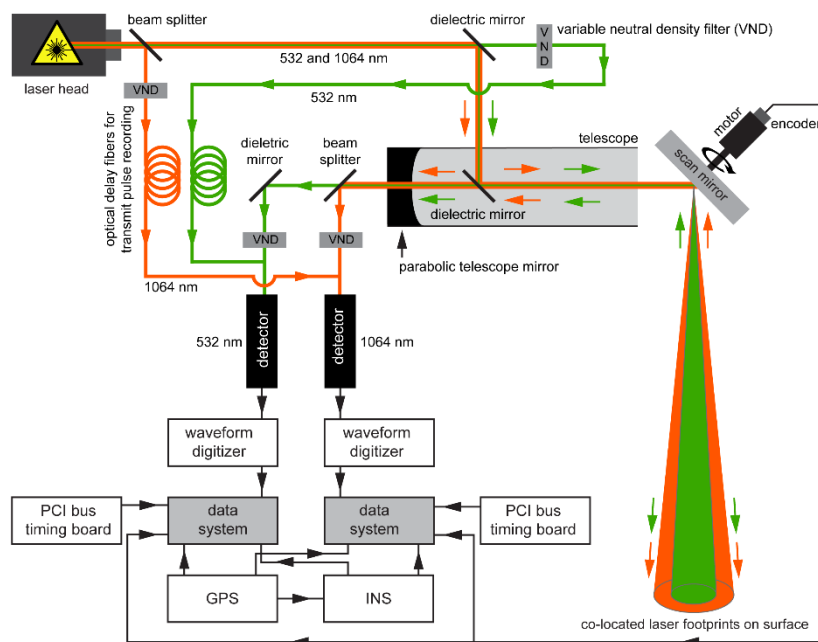 beam splitter
dielectric mirror
variable neutral density filter (VND)
V
N
D
532 and 1064 nm
laser head
VND
532 nm
motor
encoder
scan mirror
dieletric
mirror
beam
splitter
telescope
optical delay fibers for
transmit pulse recording
dielectric mirror
VND
VND
parabolic telescope mirror
1064 nm
532 nm
detector
detector
1064 nm
waveform
digitizer
waveform
digitizer
PCI bus
timing board
data
system
data
system
PCI bus
timing board
GPS
INS
co-located laser footprints on surface